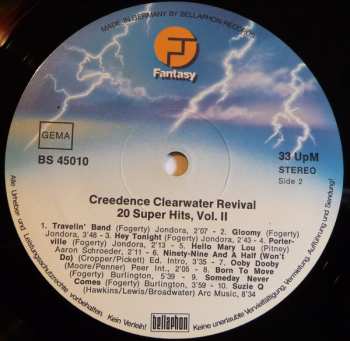 MADE IN GERMANY BY BELLAPHON RECORDS
F
Fantasy
GEMA
BS 45010
33 UpM
STEREO
Side 2
Creedence Clearwater Revival
20 Super Hits, Vol. II
1. Travelin' Band (Fogerty) Jondora, 2'07 - 2. Gloomy (Fogerty)
Jondora, 3'48 - 3. Hey Tonight (Fogerty) Jondora, 2'43 - 4. Porter-
ville (Fogerty) Jondora, 2'13 - 5. Hello Mary Lou (Pitney)
Aaron Schroeder, 2'11 - 6. Ninety-Nine And A Half (Won't
Do) (Cropper/Pickett) Ed. Intro, 3'35 - 7. Ooby Dooby
(Moore/Penner) Peer Int. 2'05 - 8. Born To Move
(Fogerty) Burlington, 5'39 - 9. Someday Never
Comes (Fogerty) Burlington, 3'59 - 10. Suzie Q
(Hawkins/Lewis/Broadwater) Arc Music, 8'34
bellaphon
Alle Urheber- und Leistungsschutzrechte vorbehalten. Kein Verleih! Keine unerlaubte Vervielfältigung, Vermietung, Aufführung und Sendung!